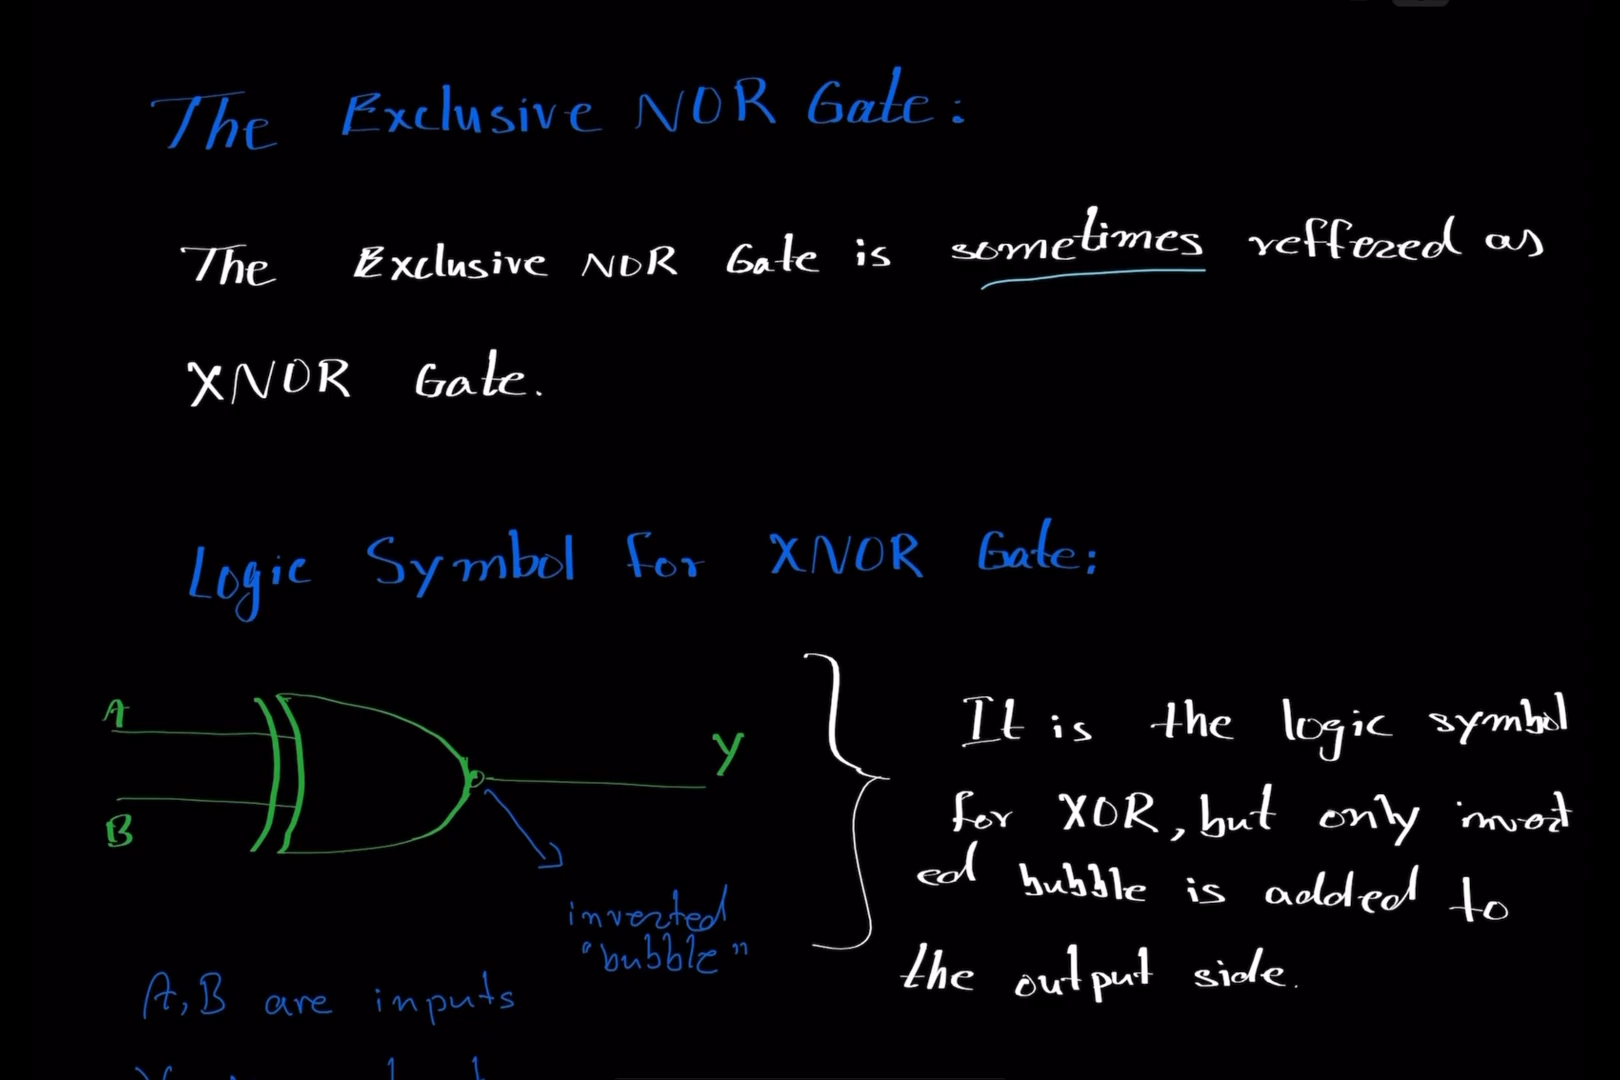 The Exclusive NOR Gate:
The Exclusive NOR Gate is sometimes reffered as
XNOR Gate.
Logic Symbol for XNOR Gate:
A
B
Y
inverted
"bubble"
It is the logic symbol
for XOR, but only invert
ed bubble is added to
the output side.
A, B are inputs